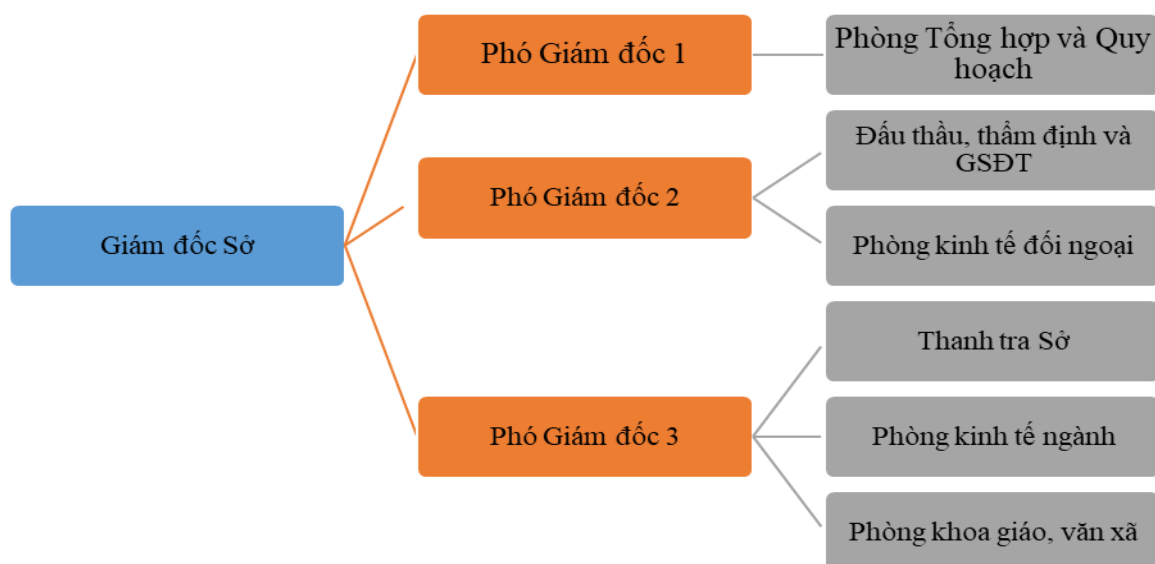 Giám đốc Sở
Phó Giám đốc 1
Phòng Tổng hợp và Quy
hoạch
Phó Giám đốc 2
Đấu thầu, thẩm định và
GSĐT
Phòng kinh tế đối ngoại
Phó Giám đốc 3
Thanh tra Sở
Phòng kinh tế ngành
Phòng khoa giáo, văn xã